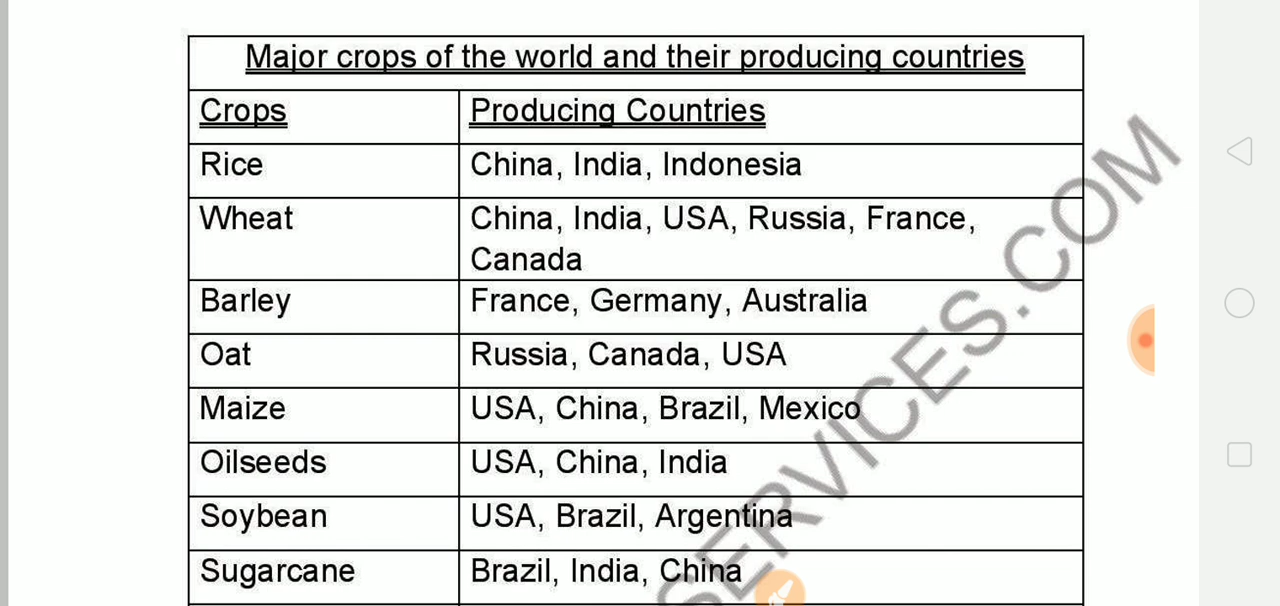 Major crops of the world and their producing countries
Crops Producing Countries
Rice China, India, Indonesia
Wheat China, India, USA, Russia, France,
Canada
Barley France, Germany, Australia
Oat Russia, Canada, USA
Maize USA, China, Brazil, Mexico
Oilseeds USA, China, India
Soybean USA, Brazil, Argentina
Sugarcane Brazil, India, China
SERVICES.COM